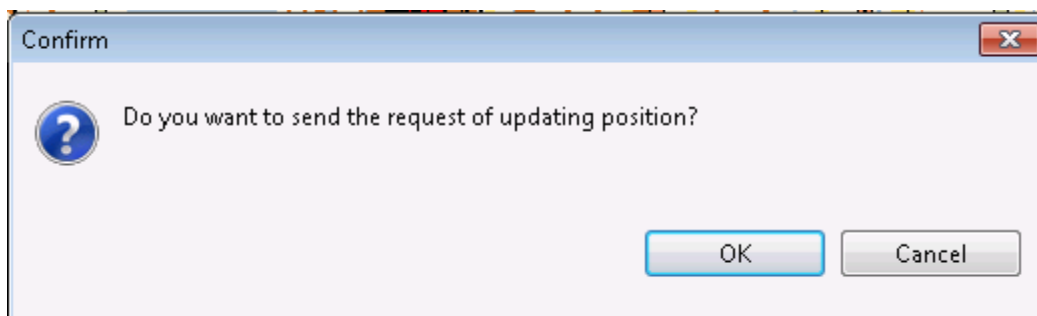 Confirm
Do you want to send the request of updating position?
OK Cancel